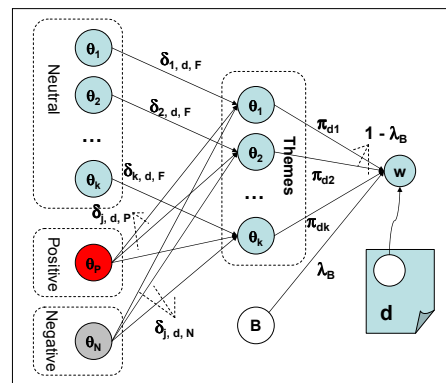 Neutral
θ1
θ2
...
θk
Positive
θP
Negative
θN
δ1, d, F
δ2, d, F
δk, d, F
δj, d, P
δj, d, N
Themes
θ1
θ2
...
θk
πd1
πd2
πdk
1 - λB
λB
B
w
d